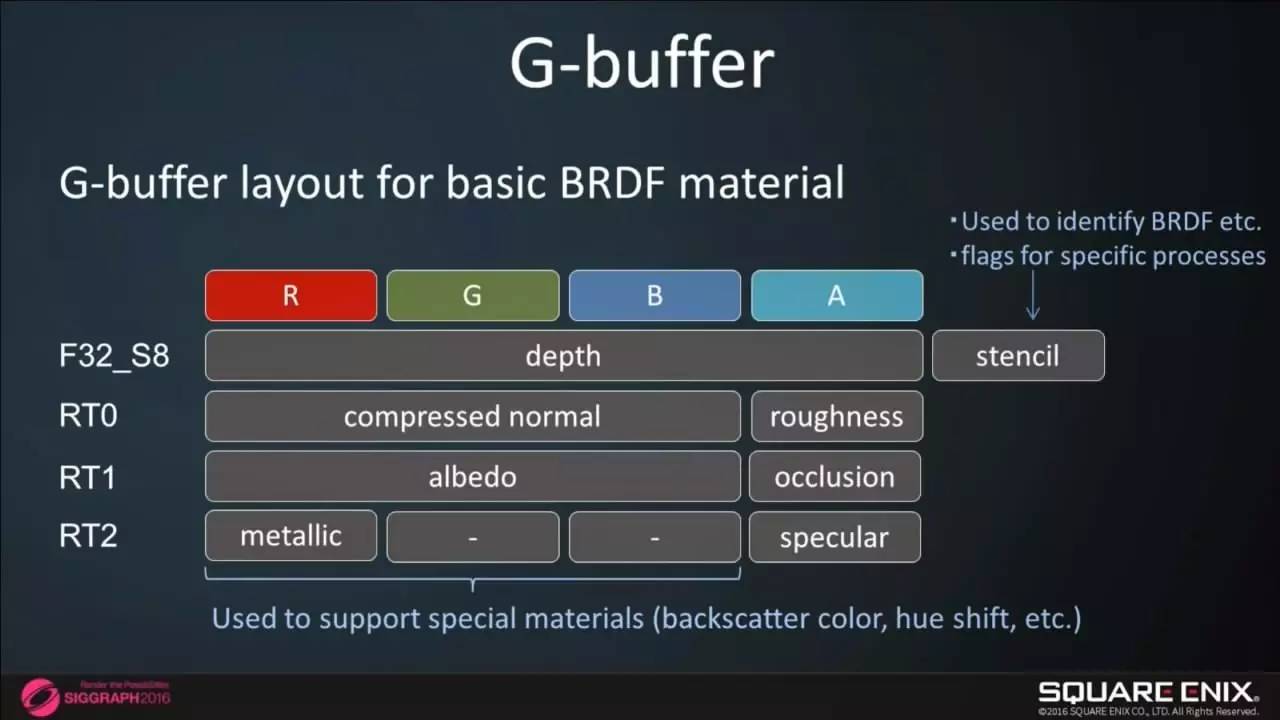 G-buffer
G-buffer layout for basic BRDF material
・Used to identify BRDF etc.
・flags for specific processes
R G B A
F32_S8 depth stencil
RT0 compressed normal roughness
RT1 albedo occlusion
RT2 metallic - - specular
Used to support special materials (backscatter color, hue shift, etc.)
Render the Possibilities
SIGGRAPH2016
SQUARE ENIX®
©2016 SQUARE ENIX CO., LTD. All Rights Reserved.